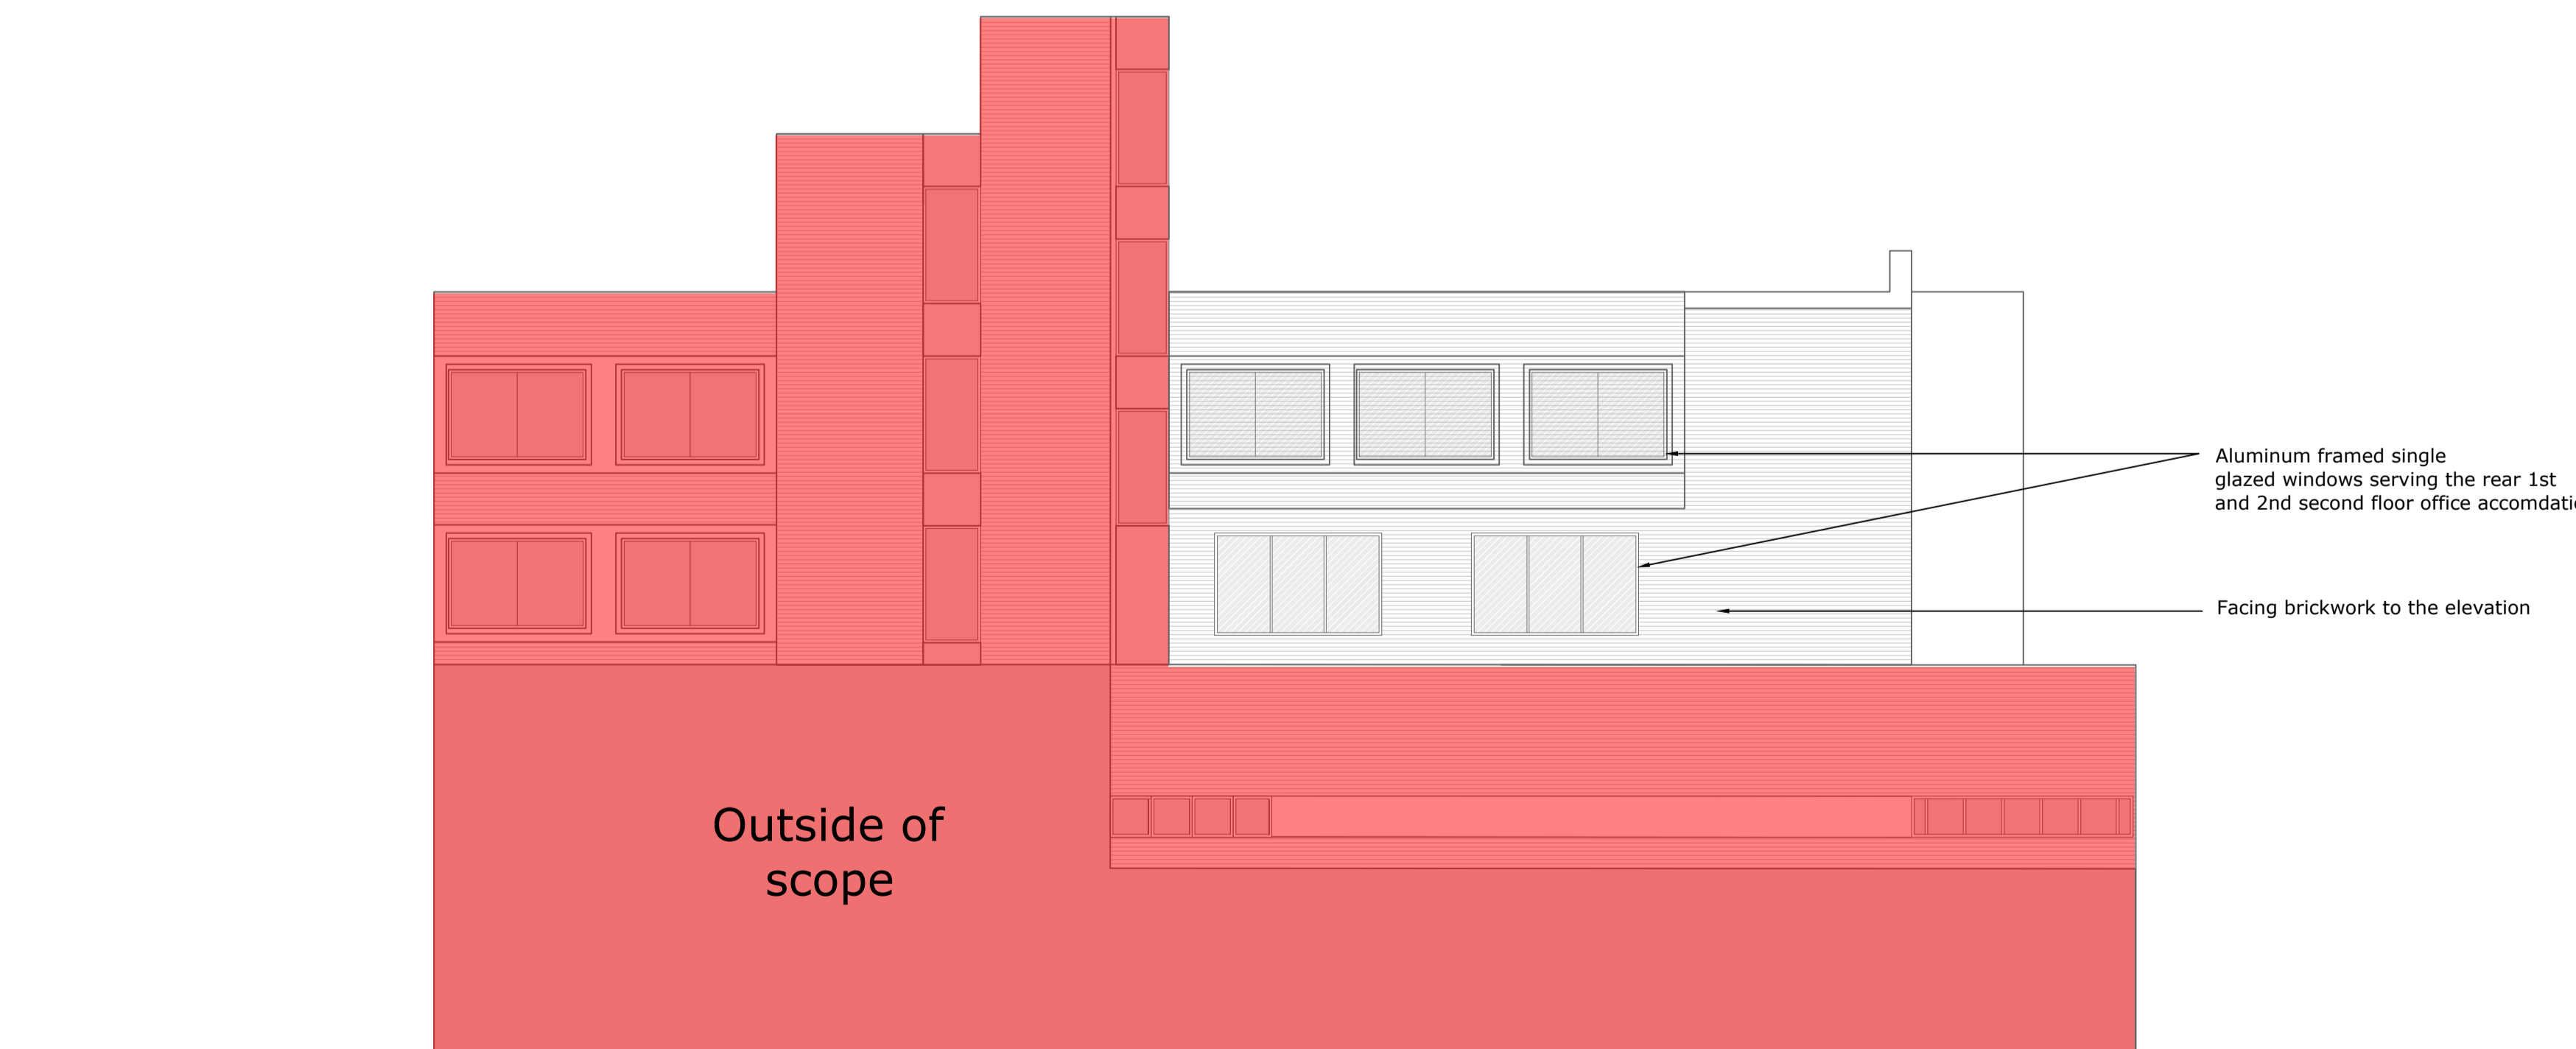 Aluminum framed single
glazed windows serving the rear 1st
and 2nd second floor office
Facing brickwork to the elevation
Outside of
scope